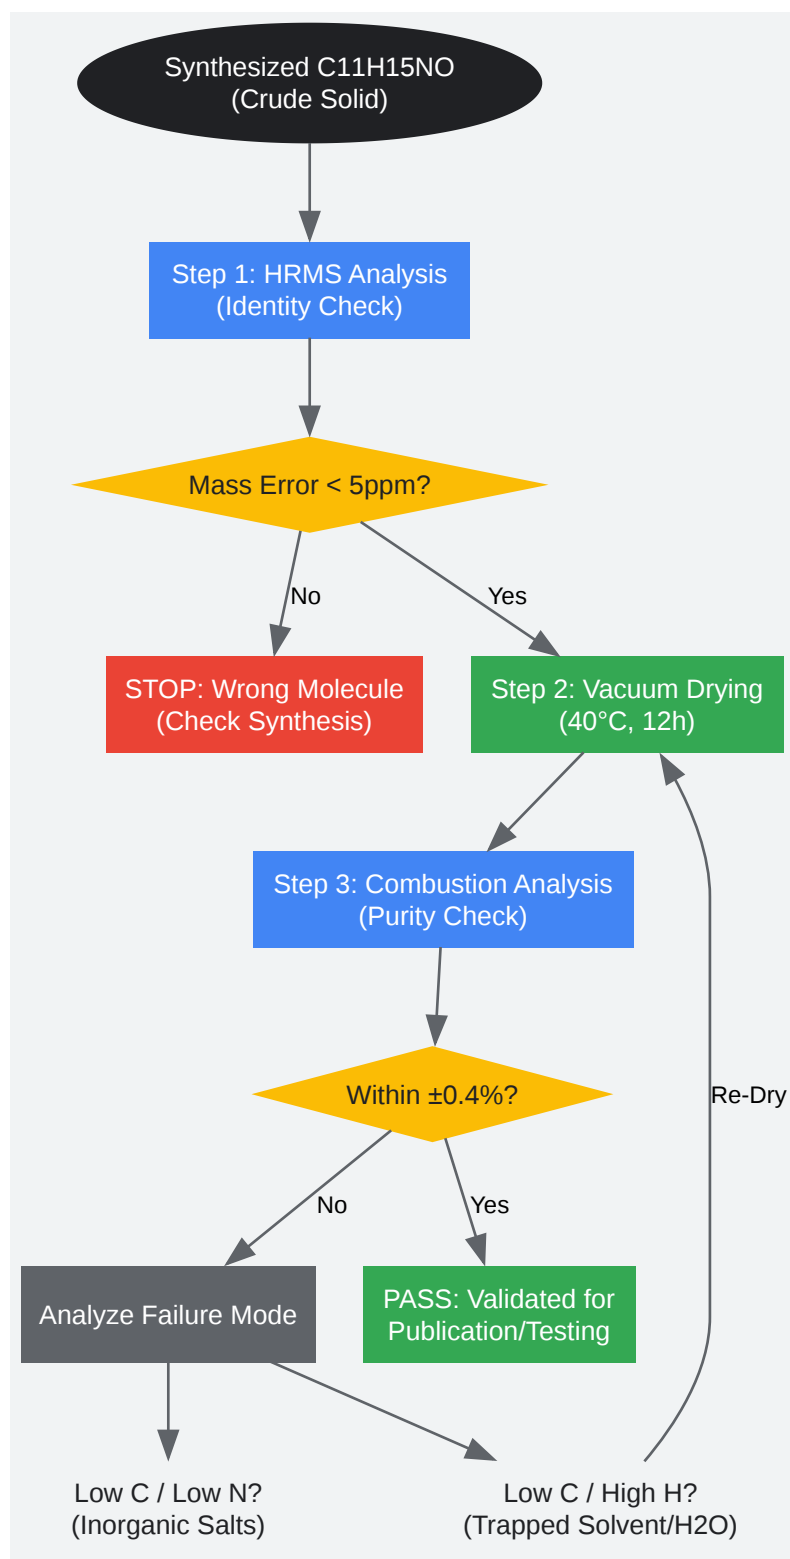 Synthesized C11H15NO
(Crude Solid)
Step 1: HRMS Analysis
(Identity Check)
Mass Error < 5ppm?
No
Yes
STOP: Wrong Molecule
(Check Synthesis)
Step 2: Vacuum Drying
(40°C, 12h)
Step 3: Combustion Analysis
(Purity Check)
Within ±0.4%?
Re-Dry
No
Yes
Analyze Failure Mode
PASS: Validated for
Publication/Testing
Low C / Low N?
(Inorganic Salts)
Low C / High H?
(Trapped Solvent/H2O)